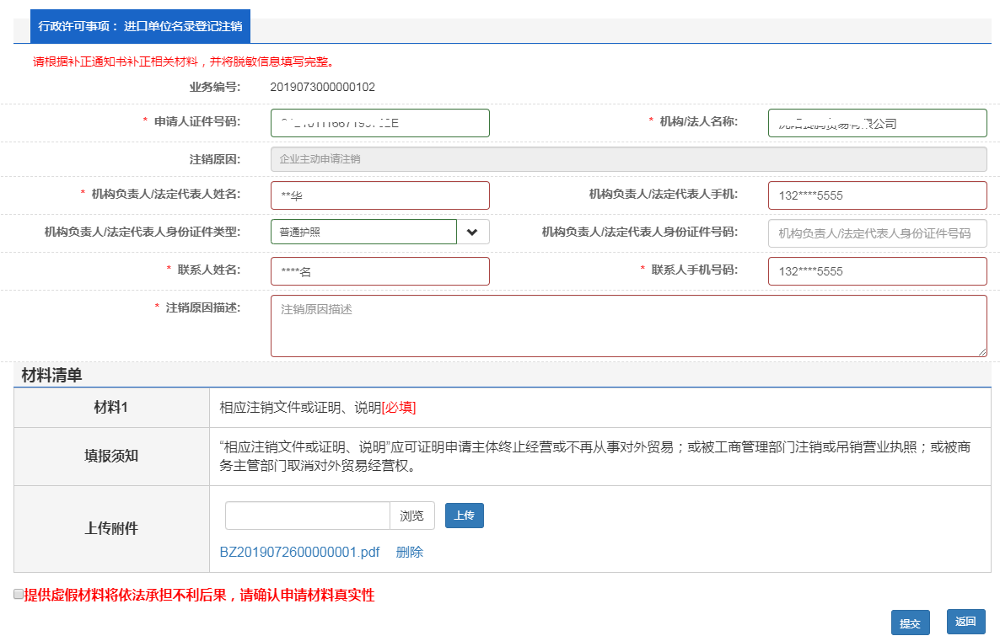 行政许可事项： 进口单位名录登记注销
请根据补正通知书补正相关材料，并将脱敏信息填写完整。
业务编号: 2019073000000102
* 申请人证件号码:
* 机构/法人名称: 公司
注销原因: 企业主动申请注销
* 机构负责人/法定代表人姓名: **华
机构负责人/法定代表人手机: 132****5555
机构负责人/法定代表人身份证件类型: 普通护照
机构负责人/法定代表人身份证件号码: 机构负责人/法定代表人身份证件号码
* 联系人姓名: ****名
* 联系人手机号码: 132****5555
* 注销原因描述: 注销原因描述
材料清单
材料1 相应注销文件或证明、说明[必填]
填报须知
“相应注销文件或证明、说明”应可证明申请主体终止经营或不再从事对外贸易；或被工商管理部门注销或吊销营业执照；或被商
务主管部门取消对外贸易经营权。
上传附件
浏览 上传
BZ2019072600000001.pdf 删除
提供虚假材料将依法承担不利后果，请确认申请材料真实性
提交 返回